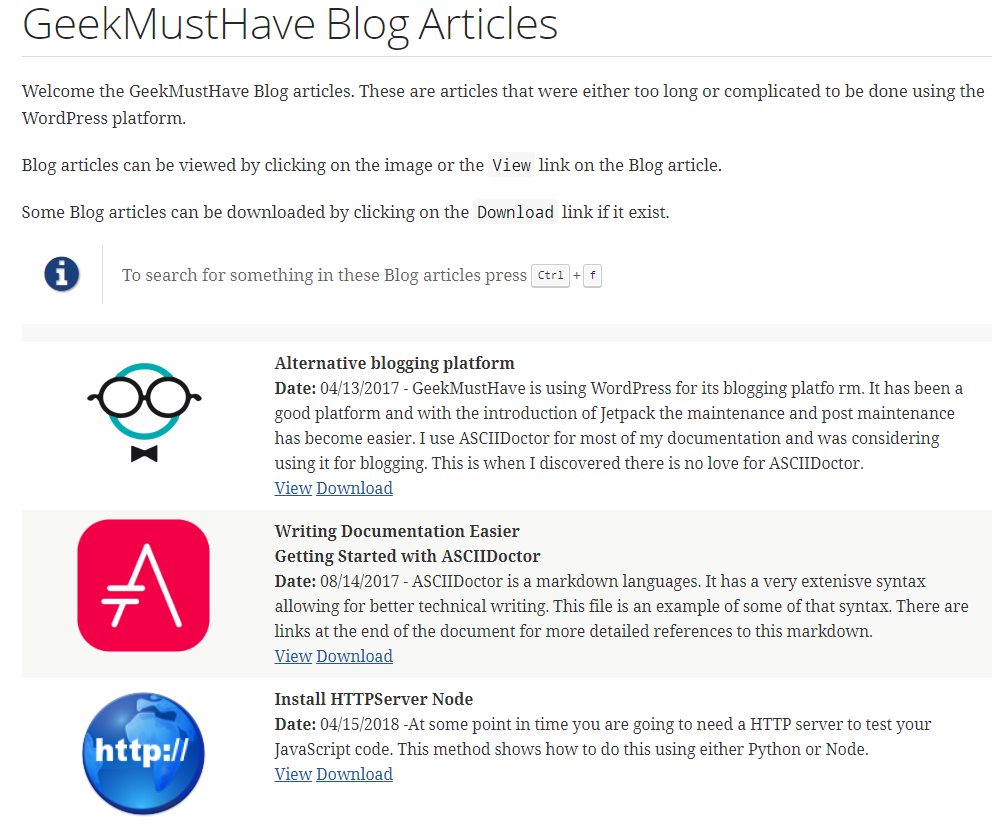 GeekMustHave Blog Articles
Welcome the GeekMustHave Blog articles. These are articles that were either too long or complicated to be done using the
WordPress platform.
Blog articles can be viewed by clicking on the image or the View link on the Blog article.
Some Blog articles can be downloaded by clicking on the Download link if it exist.
To search for something in these Blog articles press Ctrl + f
Alternative blogging platform
Date: 04/13/2017 - GeekMustHave is using WordPress for its blogging platfo rm. It has been a
good platform and with the introduction of Jetpack the maintenance and post maintenance
has become easier. I use ASCIIDoctor for most of my documentation and was considering
using it for blogging. This is when I discovered there is no love for ASCIIDoctor.
View Download
Writing Documentation Easier
Getting Started with ASCIIDoctor
Date: 08/14/2017 - ASCIIDoctor is a markdown languages. It has a very extenisve syntax
allowing for better technical writing. This file is an example of some of that syntax. There are
links at the end of the document for more detailed references to this markdown.
View Download
http://
Install HTTPServer Node
Date: 04/15/2018 -At some point in time you are going to need a HTTP server to test your
JavaScript code. This method shows how to do this using either Python or Node.
View Download